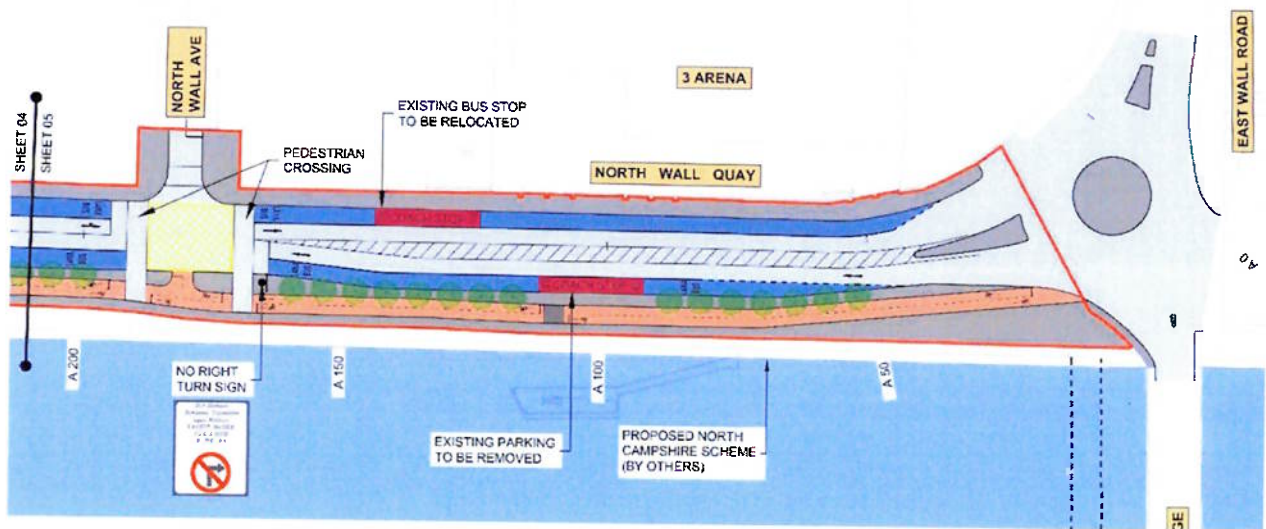 SHEET 04
SHEET 05
NORTH
WALL AVE
PEDESTRIAN
CROSSING
EXISTING BUS STOP
TO BE RELOCATED
3 ARENA
NORTH WALL QUAY
EAST WALL ROAD
A 0
A 200
A 150
A 100
A 50
NO RIGHT
TURN SIGN
EXISTING PARKING
TO BE REMOVED
PROPOSED NORTH
CAMPSHIRE SCHEME
(BY OTHERS)
GE